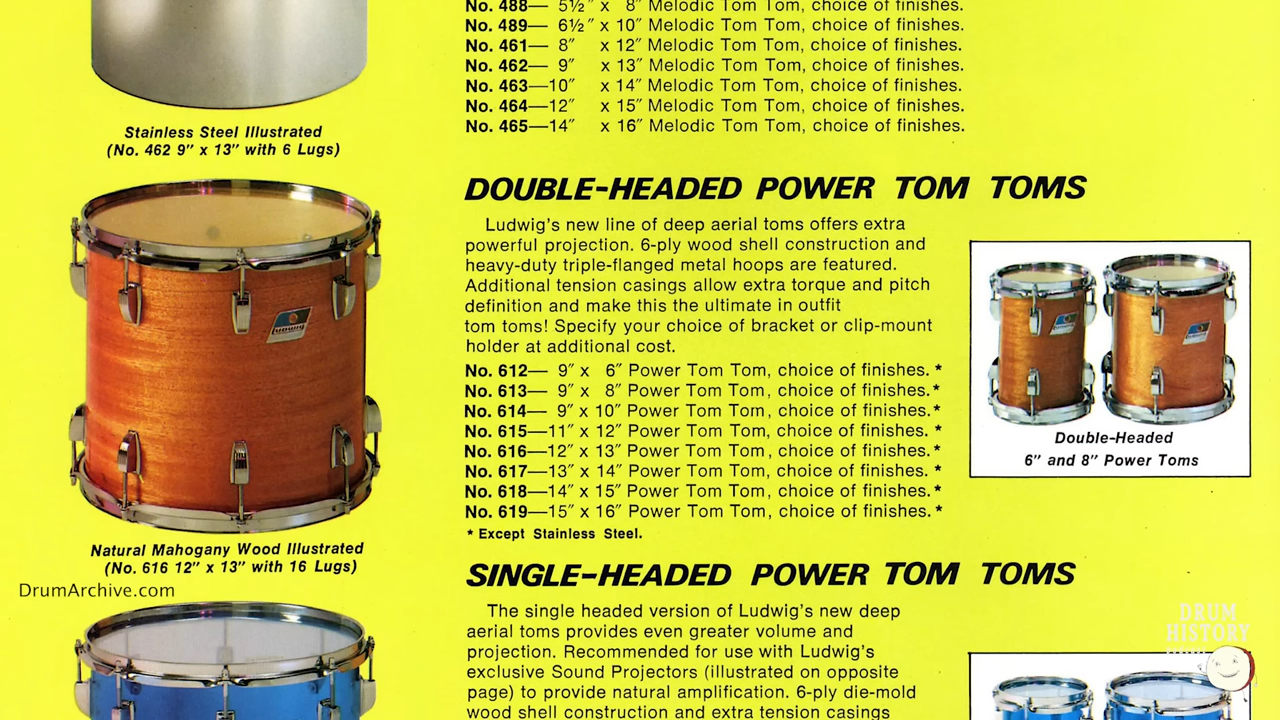 No. 488— 5½″ x 8″ Melodic Tom Tom, choice of finishes.
No. 489— 6½″ x 10″ Melodic Tom Tom, choice of finishes.
No. 461— 8″ x 12″ Melodic Tom Tom, choice of finishes.
No. 462— 9″ x 13″ Melodic Tom Tom, choice of finishes.
No. 463—10″ x 14″ Melodic Tom Tom, choice of finishes.
No. 464—12″ x 15″ Melodic Tom Tom, choice of finishes.
No. 465—14″ x 16″ Melodic Tom Tom, choice of finishes.
Stainless Steel Illustrated
(No. 462 9″ x 13″ with 6 Lugs)
DOUBLE-HEADED POWER TOM TOMS
Ludwig's new line of deep aerial toms offers extra
powerful projection. 6-ply wood shell construction and
heavy-duty triple-flanged metal hoops are featured.
Additional tension casings allow extra torque and pitch
definition and make this the ultimate in outfit
tom toms! Specify your choice of bracket or clip-mount
holder at additional cost.
No. 612— 9″ x 6″ Power Tom Tom, choice of finishes.*
No. 613— 9″ x 8″ Power Tom Tom, choice of finishes.*
No. 614— 9″ x 10″ Power Tom Tom, choice of finishes.*
No. 615—11″ x 12″ Power Tom Tom, choice of finishes.*
No. 616—12″ x 13″ Power Tom Tom, choice of finishes.*
No. 617—13″ x 14″ Power Tom Tom, choice of finishes.*
No. 618—14″ x 15″ Power Tom Tom, choice of finishes.*
No. 619—15″ x 16″ Power Tom Tom, choice of finishes.*
* Except Stainless Steel.
Ludwig
Double-Headed
6″ and 8″ Power Toms
Natural Mahogany Wood Illustrated
(No. 616 12″ x 13″ with 16 Lugs)
DrumArchive.com
SINGLE-HEADED POWER TOM TOMS
The single headed version of Ludwig's new deep
aerial toms provides even greater volume and
projection. Recommended for use with Ludwig's
exclusive Sound Projectors (illustrated on opposite
page) to provide natural amplification. 6-ply die-mold
wood shell construction and extra tension casings
DRUM
HISTORY